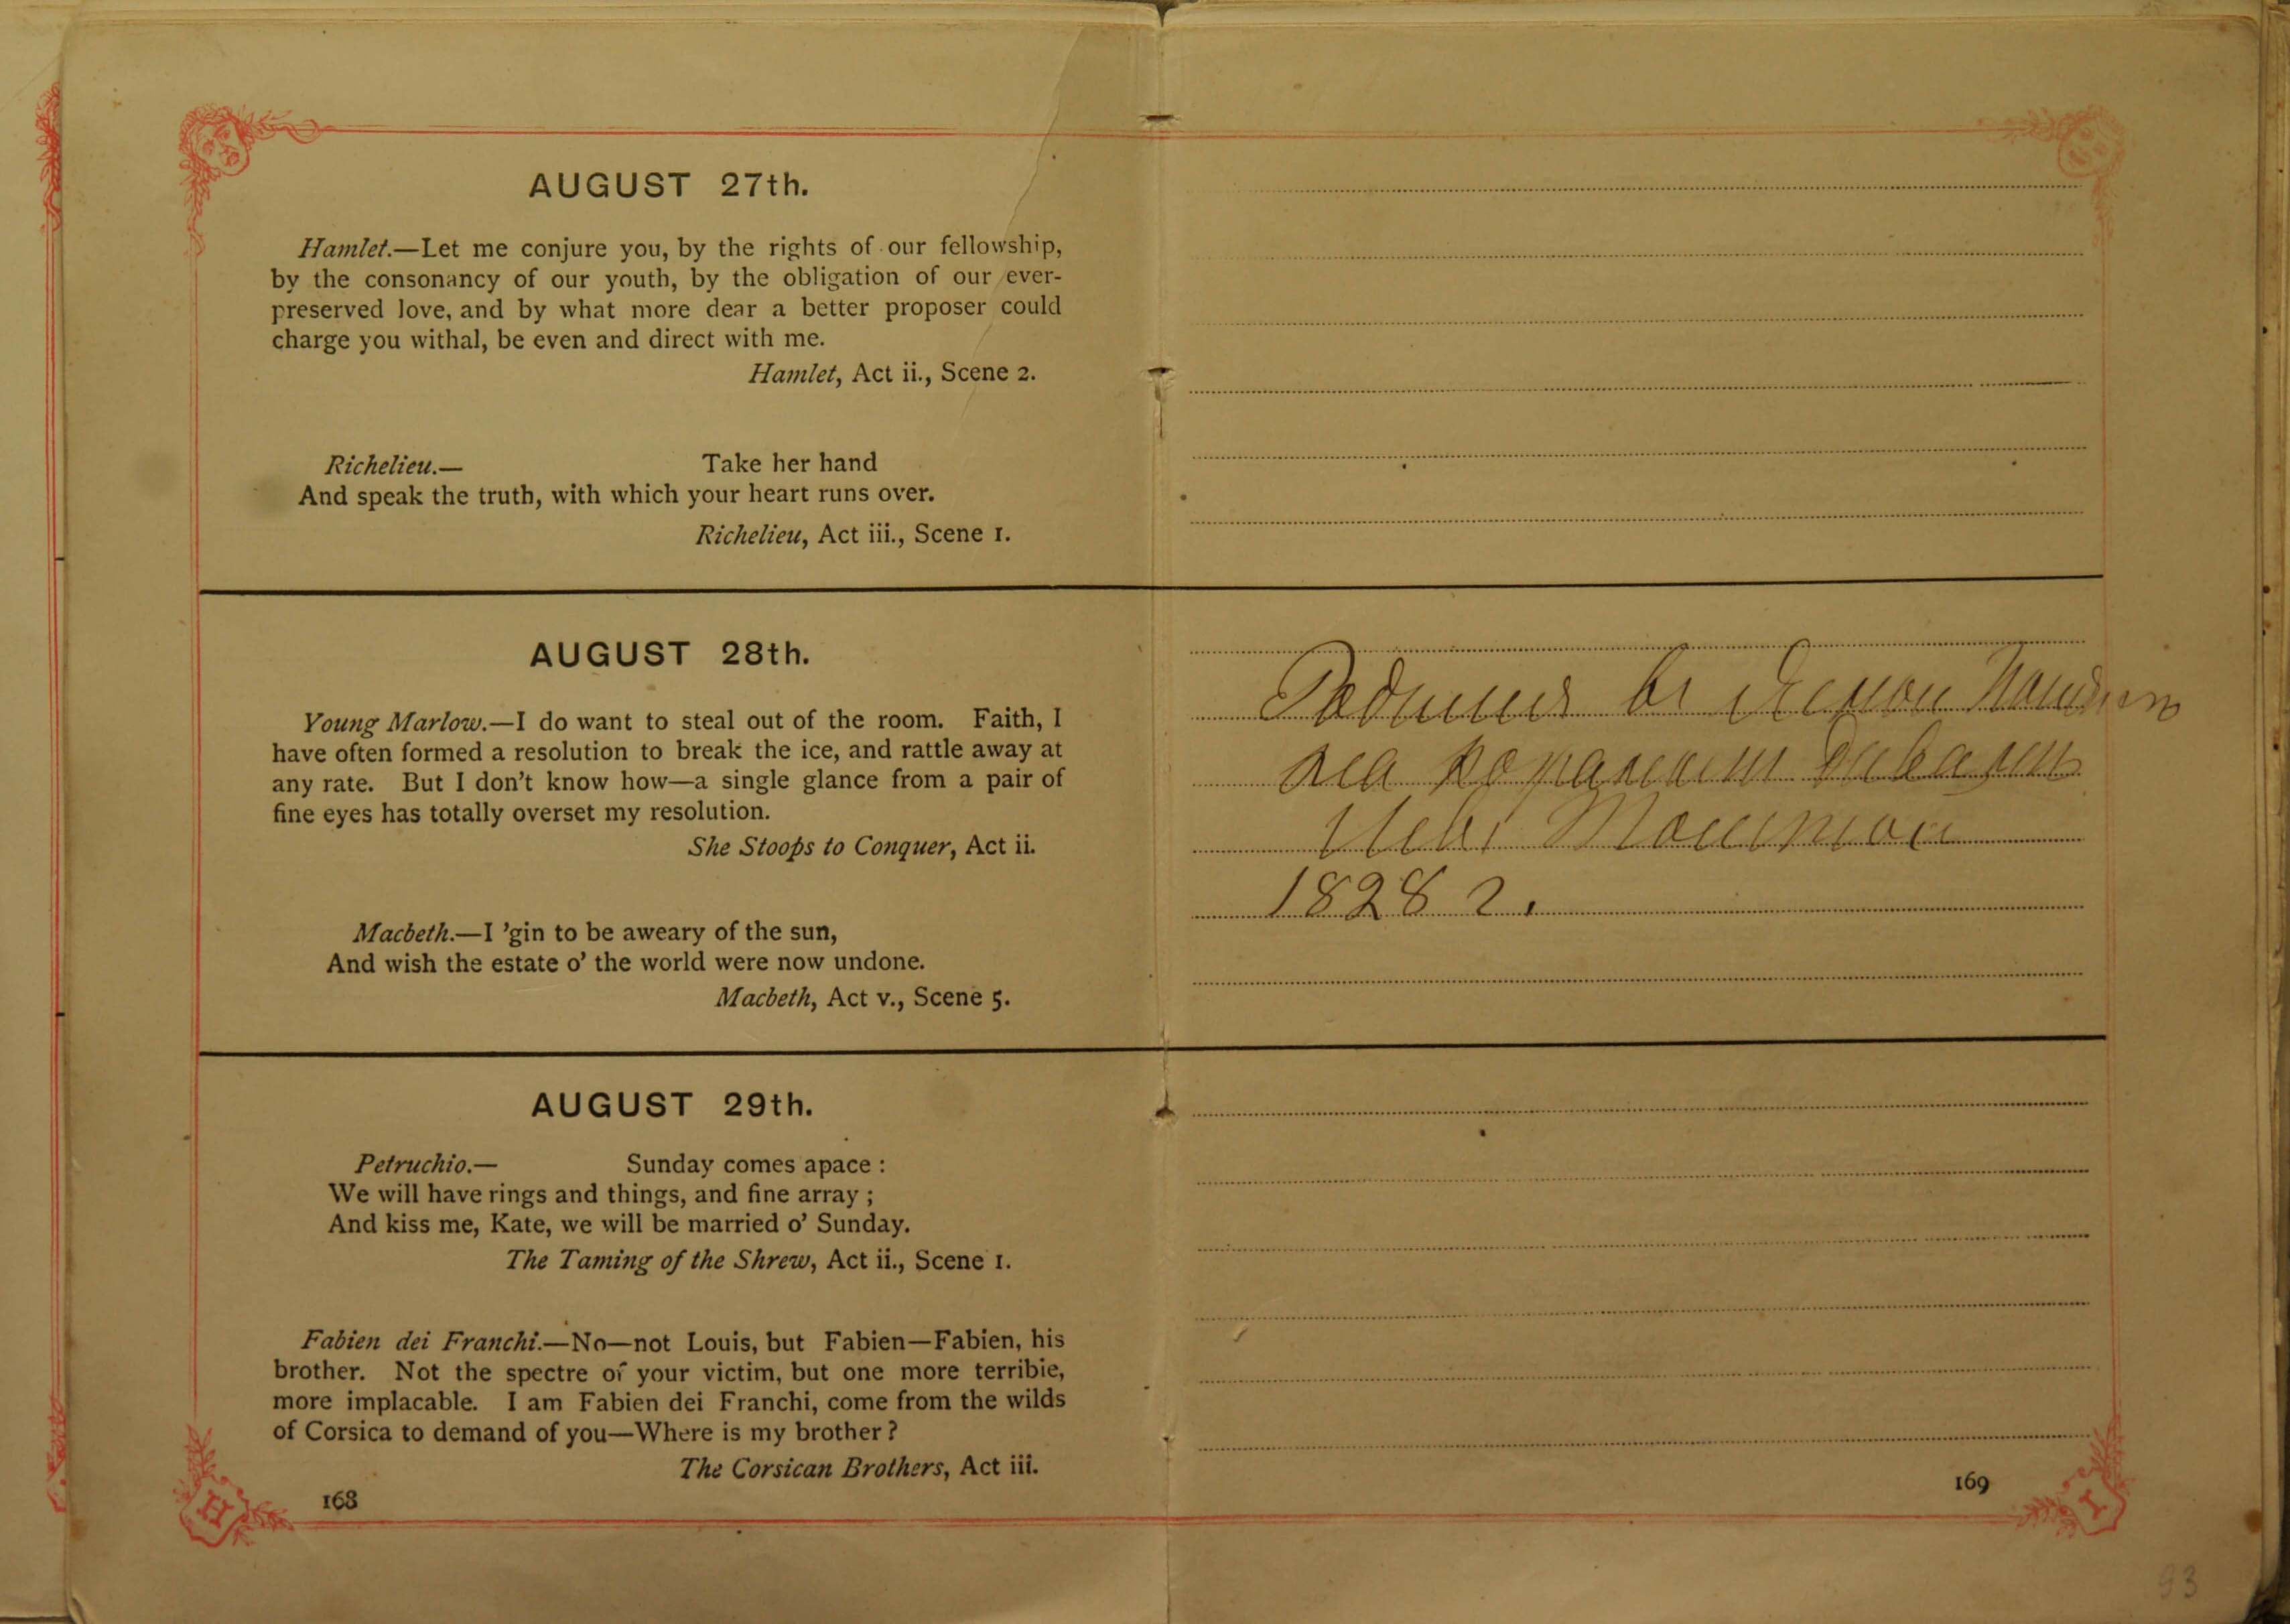 AUGUST 27th.
Hamlet.—Let me conjure you, by the rights of our fellowship,
by the consonancy of our youth, by the obligation of our ever-
preserved love, and by what more dear a better proposer could
charge you withal, be even and direct with me.
Hamlet, Act ii., Scene 2.
Richelieu.— Take her hand
And speak the truth, with which your heart runs over.
Richelieu, Act iii., Scene 1.
AUGUST 28th.
Young Marlow.—I do want to steal out of the room. Faith, I
have often formed a resolution to break the ice, and rattle away at
any rate. But I don't know how—a single glance from a pair of
fine eyes has totally overset my resolution.
She Stoops to Conquer, Act ii.
Macbeth.—I 'gin to be aweary of the sun,
And wish the estate o' the world were now undone.
Macbeth, Act v., Scene 5.
AUGUST 29th.
Petruchio.— Sunday comes apace :
We will have rings and things, and fine array ;
And kiss me, Kate, we will be married o' Sunday.
The Taming of the Shrew, Act ii., Scene 1.
Fabien dei Franchi.—No—not Louis, but Fabien—Fabien, his
brother. Not the spectre of your victim, but one more terrible,
more implacable. I am Fabien dei Franchi, come from the wilds
of Corsica to demand of you—Where is my brother ?
The Corsican Brothers, Act iii.
168
H
Родился въ Ясной
на диванѣ
Левъ Толстой
1828 г.
169
I
93